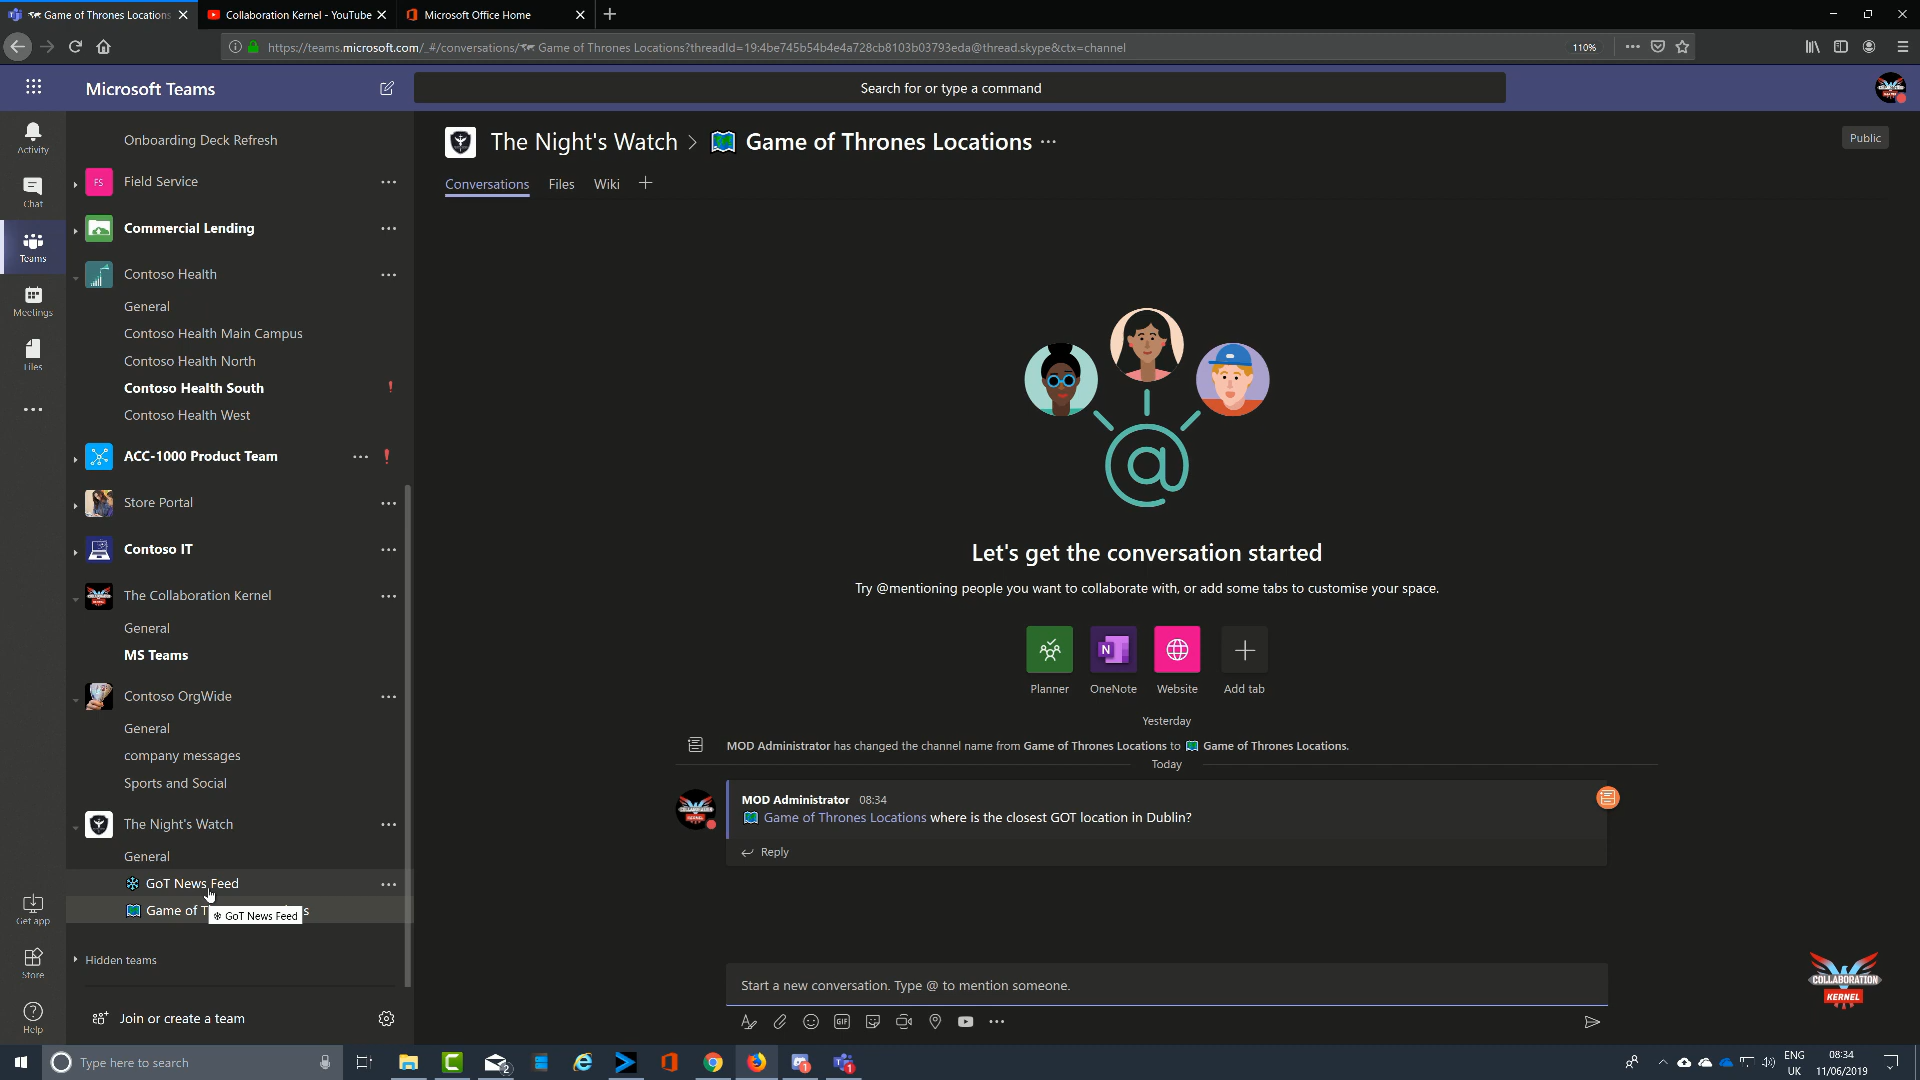 Game of Thrones Locations
Collaboration Kernel - YouTube
Microsoft Office Home
https://teams.microsoft.com/_#/conversations/🗺 Game of Thrones Locations?threadId=19:4be745b54b4e4a728cb8103b03793eda@thread.skype&ctx=channel
110%
Microsoft Teams
Search for or type a command
Activity
Chat
Teams
Meetings
Files
Get app
Store
Help
Onboarding Deck Refresh
FS Field Service
Commercial Lending
Contoso Health
General
Contoso Health Main Campus
Contoso Health North
Contoso Health South
Contoso Health West
ACC-1000 Product Team
Store Portal
Contoso IT
The Collaboration Kernel
General
MS Teams
Contoso OrgWide
General
company messages
Sports and Social
The Night's Watch
General
GoT News Feed
Game of T s
❄ GoT News Feed
Hidden teams
Join or create a team
The Night's Watch > Game of Thrones Locations
Public
Conversations Files Wiki
Let's get the conversation started
Try @mentioning people you want to collaborate with, or add some tabs to customise your space.
N
Planner OneNote Website Add tab
Yesterday
MOD Administrator has changed the channel name from Game of Thrones Locations to Game of Thrones Locations.
Today
MOD Administrator 08:34
Game of Thrones Locations where is the closest GOT location in Dublin?
Reply
Start a new conversation. Type @ to mention someone.
GIF
COLLABORATION
KERNEL
Type here to search
2
1
1
ENG
UK
08:34
11/06/2019